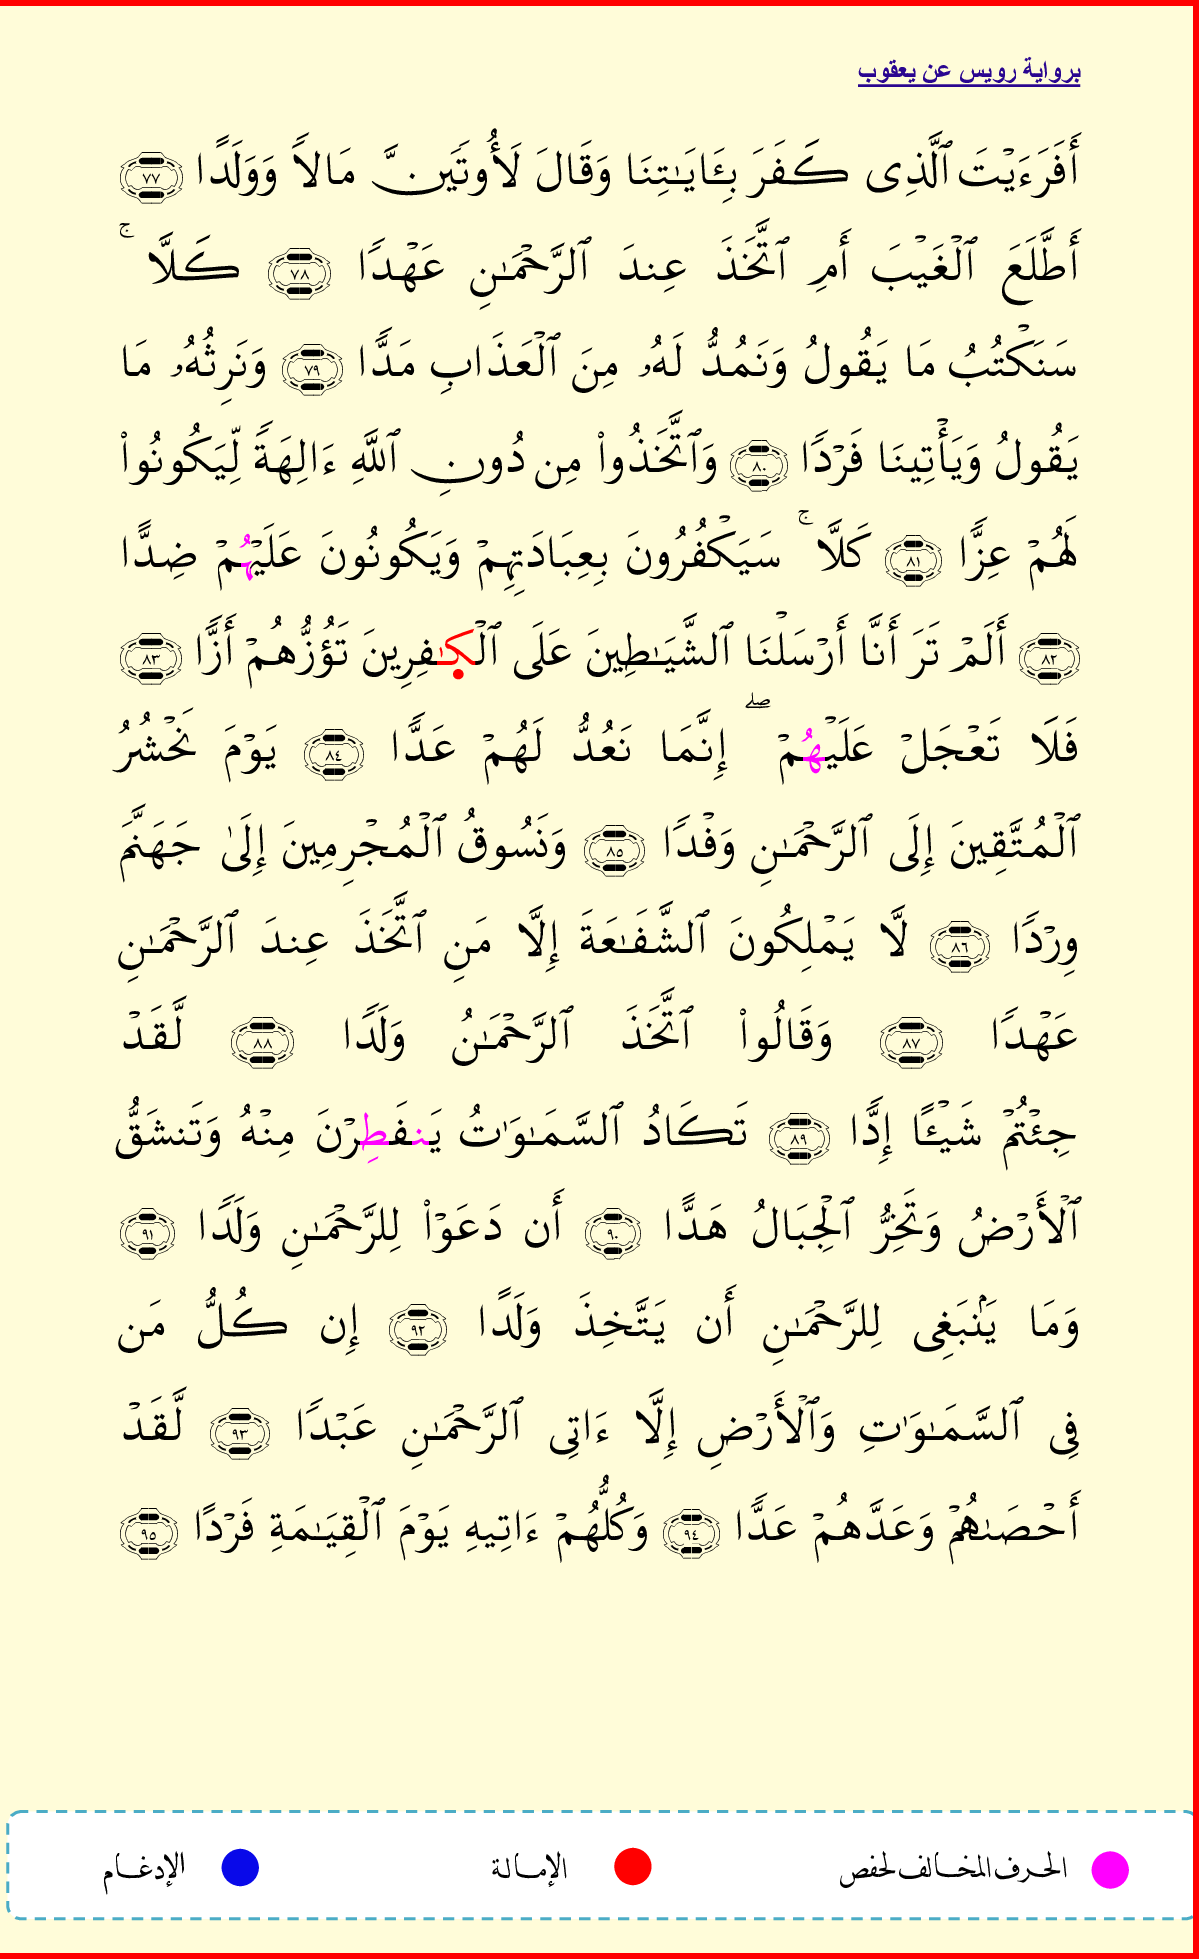 برواية رويس عن يعقوب
أَفَرَءَيْتَ ٱلَّذِى كَفَرَ بِـَٔايَـٰتِنَا وَقَالَ لَأُوتَيَنَّ مَالًا وَوَلَدًا ٧٧
أَطَّلَعَ ٱلْغَيْبَ أَمِ ٱتَّخَذَ عِندَ ٱلرَّحْمَـٰنِ عَهْدًا ٧٨ كَلَّا ۚ
سَنَكْتُبُ مَا يَقُولُ وَنَمُدُّ لَهُۥ مِنَ ٱلْعَذَابِ مَدًّا ٧٩ وَنَرِثُهُۥ مَا
يَقُولُ وَيَأْتِينَا فَرْدًا ٨٠ وَٱتَّخَذُوا۟ مِن دُونِ ٱللَّهِ ءَالِهَةً لِّيَكُونُوا۟
لَهُمْ عِزًّا ٨١ كَلَّا ۚ سَيَكْفُرُونَ بِعِبَادَتِهِمْ وَيَكُونُونَ عَلَيْهُمْ ضِدًّا
٨٢ أَلَمْ تَرَ أَنَّا أَرْسَلْنَا ٱلشَّيَـٰطِينَ عَلَى ٱلْكَـٰفِرِينَ تَؤُزُّهُمْ أَزًّا ٨٣
فَلَا تَعْجَلْ عَلَيْهُمْ ۖ إِنَّمَا نَعُدُّ لَهُمْ عَدًّا ٨٤ يَوْمَ نَحْشُرُ
ٱلْمُتَّقِينَ إِلَى ٱلرَّحْمَـٰنِ وَفْدًا ٨٥ وَنَسُوقُ ٱلْمُجْرِمِينَ إِلَىٰ جَهَنَّمَ
وِرْدًا ٨٦ لَّا يَمْلِكُونَ ٱلشَّفَـٰعَةَ إِلَّا مَنِ ٱتَّخَذَ عِندَ ٱلرَّحْمَـٰنِ
عَهْدًا ٨٧ وَقَالُوا۟ ٱتَّخَذَ ٱلرَّحْمَـٰنُ وَلَدًا ٨٨ لَّقَدْ
جِئْتُمْ شَيْـًٔا إِدًّا ٨٩ تَكَادُ ٱلسَّمَـٰوَٰتُ يَنفَطِرْنَ مِنْهُ وَتَنشَقُّ
ٱلْأَرْضُ وَتَخِرُّ ٱلْجِبَالُ هَدًّا ٩٠ أَن دَعَوْا۟ لِلرَّحْمَـٰنِ وَلَدًا ٩١
وَمَا يَنۢبَغِى لِلرَّحْمَـٰنِ أَن يَتَّخِذَ وَلَدًا ٩٢ إِن كُلُّ مَن
فِى ٱلسَّمَـٰوَٰتِ وَٱلْأَرْضِ إِلَّا ءَاتِى ٱلرَّحْمَـٰنِ عَبْدًا ٩٣ لَّقَدْ
أَحْصَىٰهُمْ وَعَدَّهُمْ عَدًّا ٩٤ وَكُلُّهُمْ ءَاتِيهِ يَوْمَ ٱلْقِيَـٰمَةِ فَرْدًا ٩٥
الحرف المخالف لحفص الإمالة الإدغام